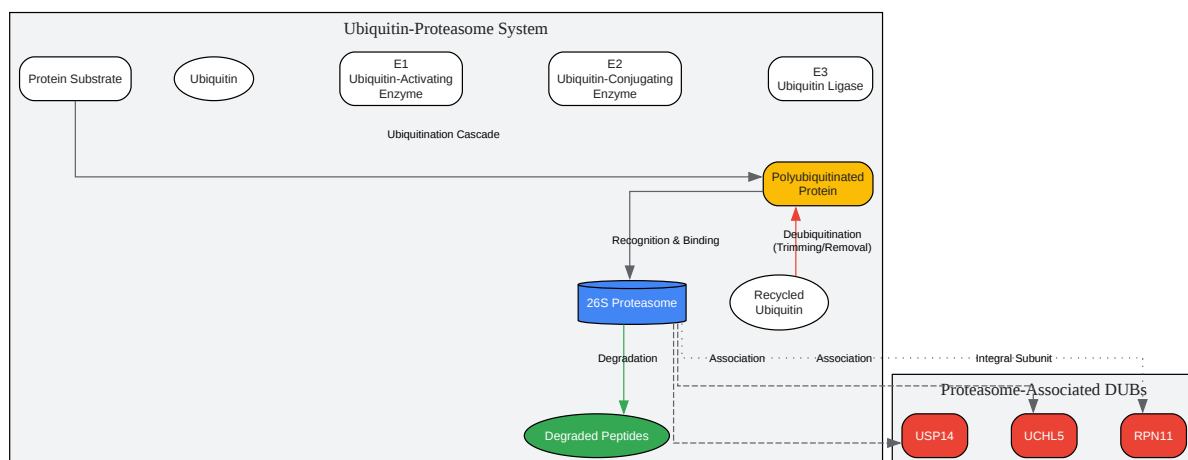 Ubiquitin-Proteasome System
Protein Substrate
Ubiquitin
E1
Ubiquitin-Activating
Enzyme
E2
Ubiquitin-Conjugating
Enzyme
E3
Ubiquitin Ligase
Ubiquitination Cascade
Polyubiquitinated
Protein
Recognition & Binding
Deubiquitination
(Trimming/Removal)
26S Proteasome
Recycled
Ubiquitin
Degradation
Association
Association
Integral Subunit
Proteasome-Associated DUBs
Degraded Peptides
USP14
UCHL5
RPN11